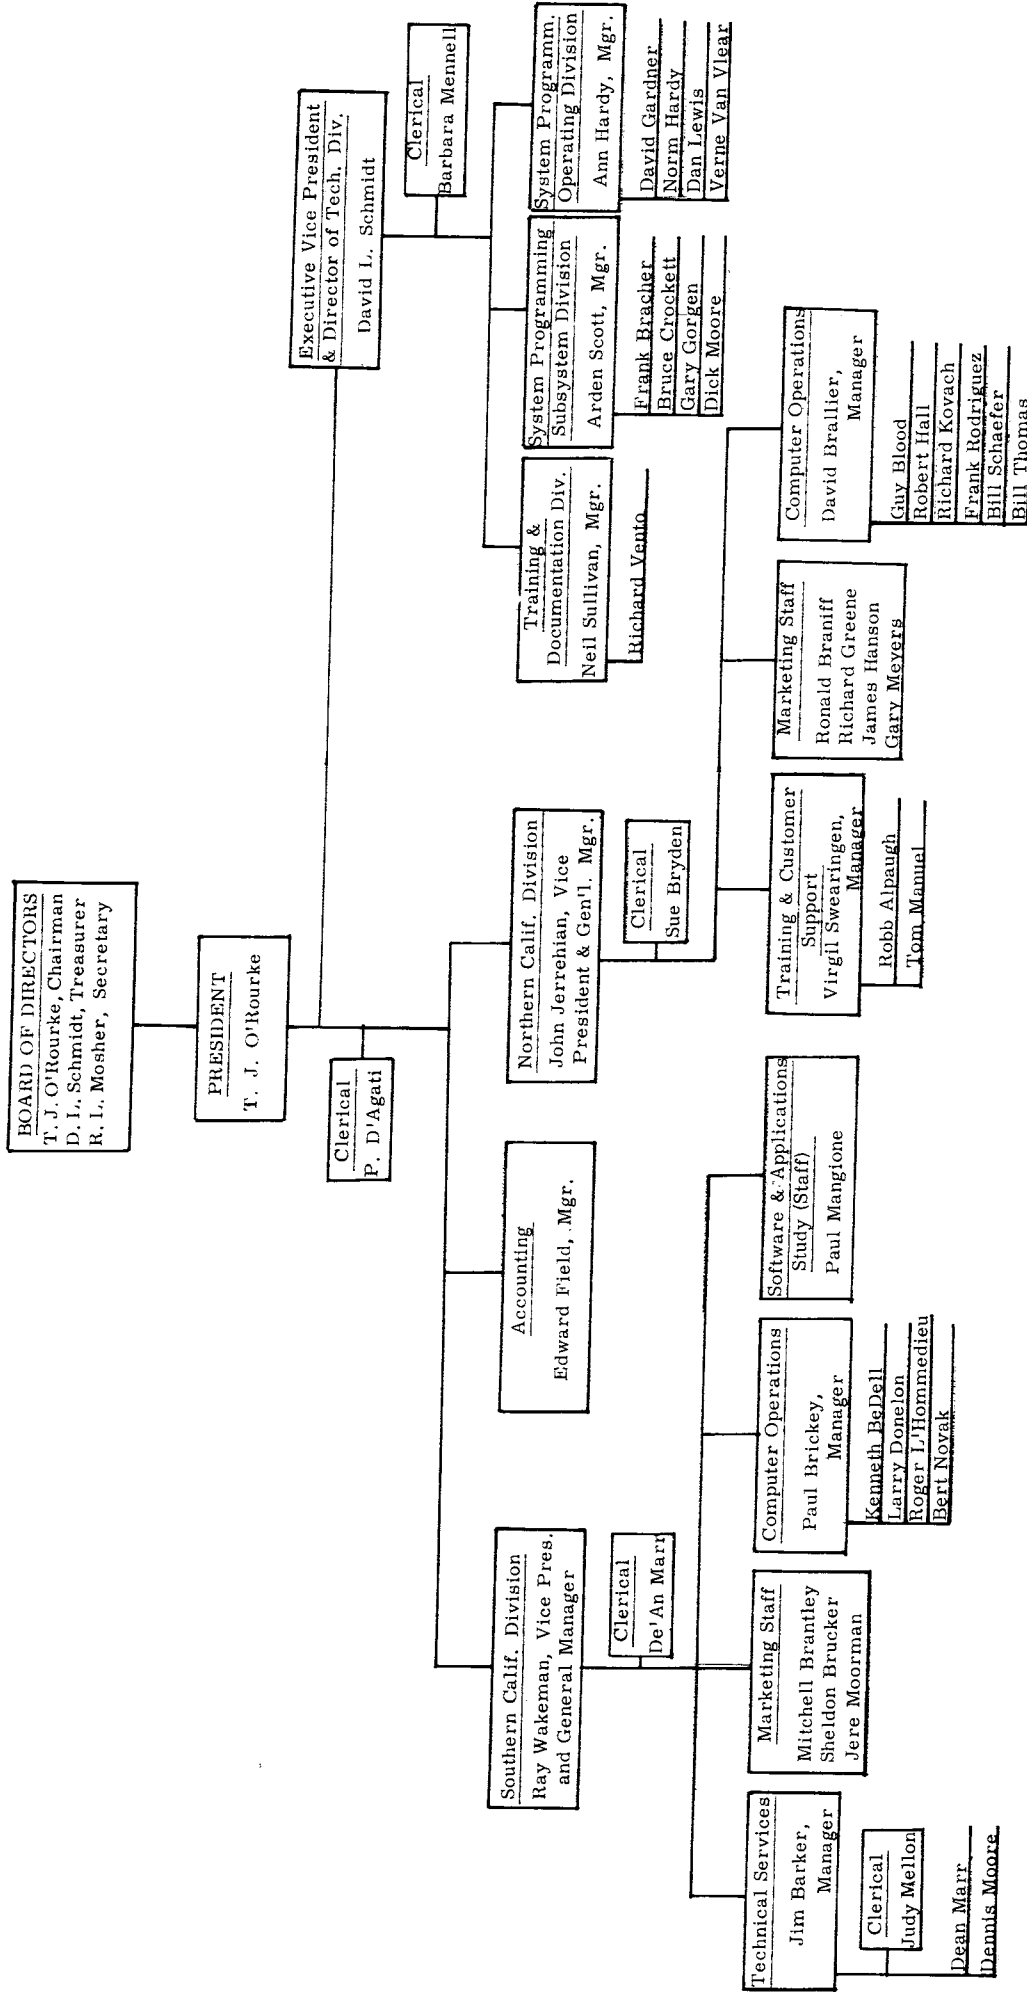 BOARD OF DIRECTORS
T. J. O'Rourke, Chairman
D. L. Schmidt, Treasurer
R. L. Mosher, Secretary
PRESIDENT
T. J. O'Rourke
Clerical
P. D'Agati
Executive Vice President
& Director of Tech. Div.
David L. Schmidt
Clerical
Barbara Mennell
Training &
Documentation Div.
Neil Sullivan, Mgr.
Richard Vento
System Programming
Subsystem Division
Arden Scott, Mgr.
Frank Bracher
Bruce Crockett
Gary Gorgen
Dick Moore
System Programm.
Operating Division
Ann Hardy, Mgr.
David Gardner
Norm Hardy
Dan Lewis
Verne Van Vlear
Southern Calif. Division
Ray Wakeman, Vice Pres.
and General Manager
Clerical
De'An Marr
Accounting
Edward Field, Mgr.
Northern Calif. Division
John Jerrehian, Vice
President & Gen'l. Mgr.
Clerical
Sue Bryden
Technical Services
Jim Barker,
Manager
Clerical
Judy Mellon
Dean Marr
Dennis Moore
Marketing Staff
Mitchell Brantley
Sheldon Brucker
Jere Moorman
Computer Operations
Paul Brickey,
Manager
Kenneth BeDell
Larry Donelon
Roger L'Hommedieu
Bert Novak
Software & Applications
Study (Staff)
Paul Mangione
Training & Customer
Support
Virgil Swearingen,
Manager
Robb Alpaugh
Tom Manuel
Marketing Staff
Ronald Braniff
Richard Greene
James Hanson
Gary Meyers
Computer Operations
David Brallier,
Manager
Guy Blood
Robert Hall
Richard Kovach
Frank Rodriguez
Bill Schaefer
Bill Thomas